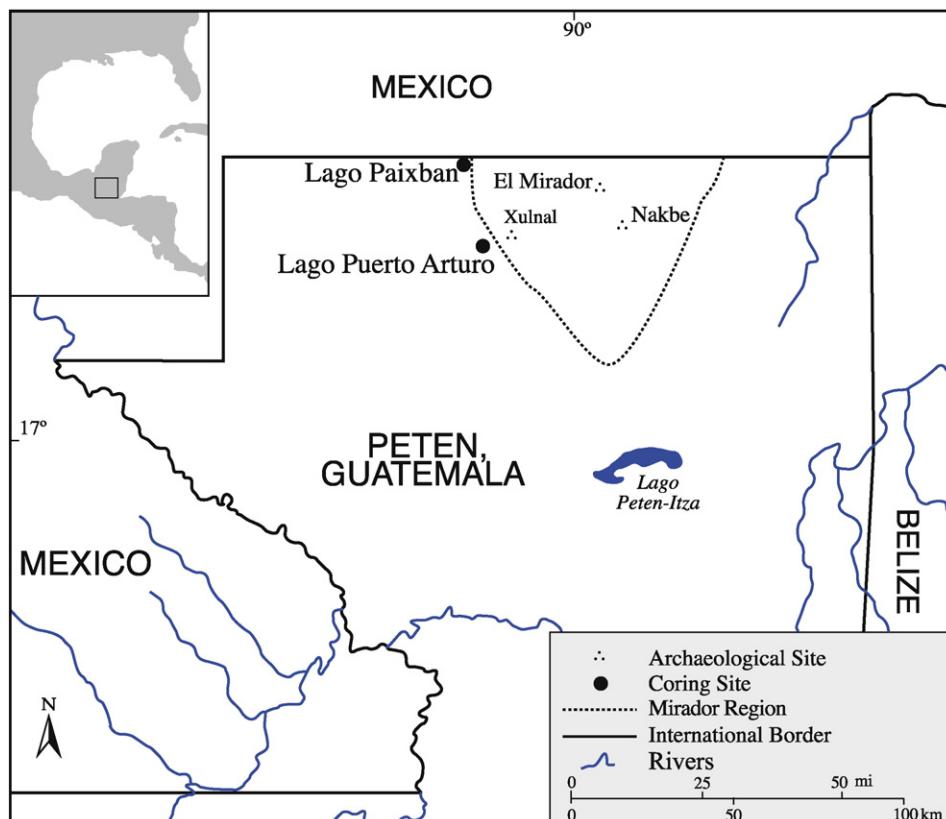 90º
MEXICO
Lago Paixban
El Mirador
Xulnal
Nakbe
Lago Puerto Arturo
17º
PETEN,
GUATEMALA
Lago
Peten-Itza
MEXICO
BELIZE
N
Archaeological Site
Coring Site
Mirador Region
International Border
Rivers
0 25 50 mi
0 50 100 km